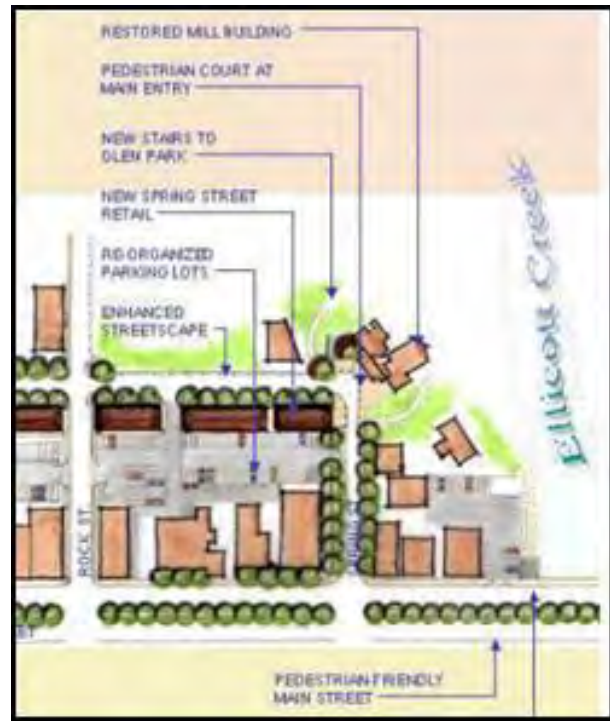 RESTORED MILL BUILDING
PEDESTRIAN COURT AT
MAIN ENTRY
NEW STAIRS TO
GLEN PARK
NEW SPRING STREET
RETAIL
REORGANIZED
PARKING LOTS
ENHANCED
STREETSCAPE
Ellicott Creek
ROCK ST
ST
PEDESTRIAN-FRIENDLY
MAIN STREET